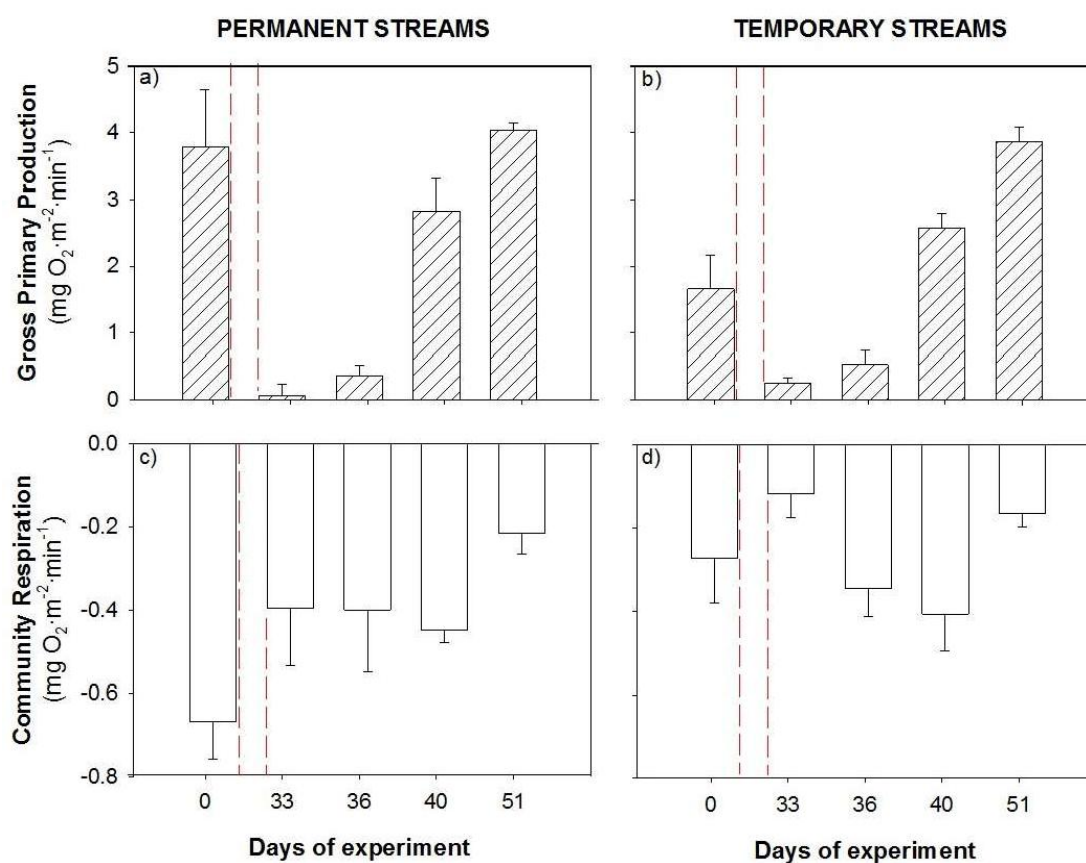 PERMANENT STREAMS
TEMPORARY STREAMS
Gross Primary Production
(mg O₂·m⁻²·min⁻¹)
a)
5
4
3
2
1
0
b)
Community Respiration
(mg O₂·m⁻²·min⁻¹)
c)
0.0
-0.2
-0.4
-0.6
-0.8
d)
0 33 36 40 51
0 33 36 40 51
Days of experiment
Days of experiment